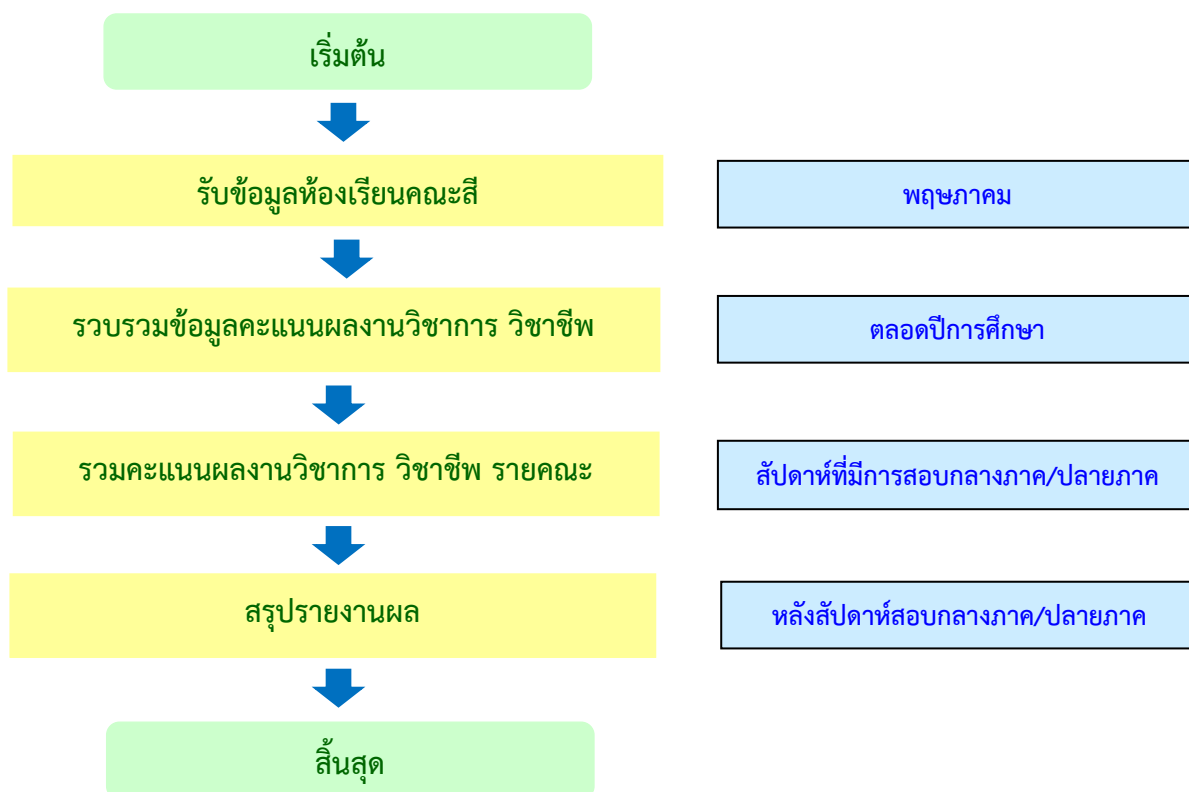 เริ่มต้น
รับข้อมูลห้องเรียนคณะสี
พฤษภาคม
รวบรวมข้อมูลคะแนนผลงานวิชาการ วิชาชีพ
ตลอดปีการศึกษา
รวมคะแนนผลงานวิชาการ วิชาชีพ รายคณะ
สัปดาห์ที่มีการสอบกลางภาค/ปลายภาค
สรุปรายงานผล
หลังสัปดาห์สอบกลางภาค/ปลายภาค
สิ้นสุด